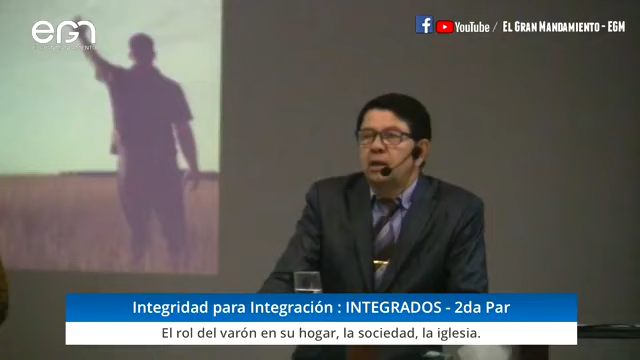 EGM
YouTube / El Gran Mandamiento - EGM
Integridad para Integración : INTEGRADOS - 2da Par
El rol del varón en su hogar, la sociedad, la iglesia.